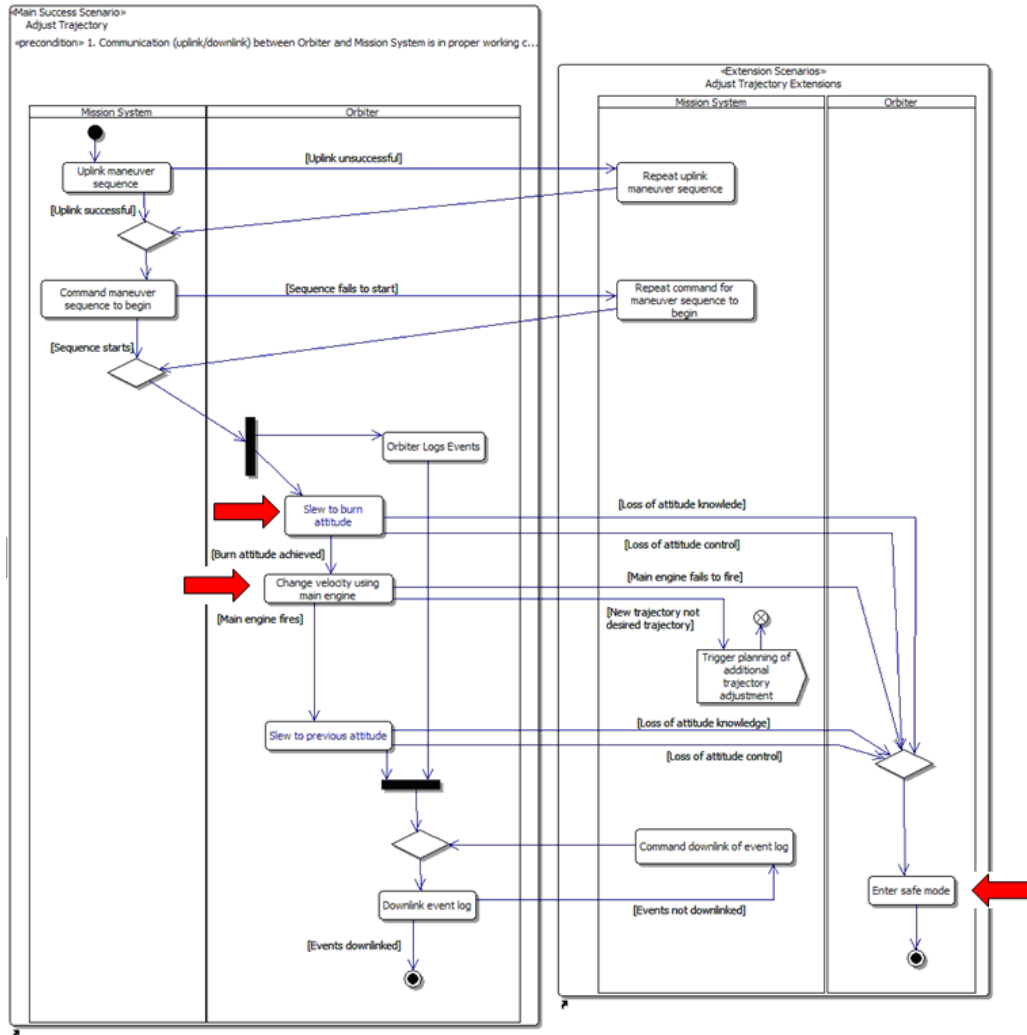 «Main Success Scenario»
Adjust Trajectory
«precondition» 1. Communication (uplink/downlink) between Orbiter and Mission System is in proper working c...
Mission System
Orbiter
Uplink maneuver
sequence
[Uplink unsuccessful]
[Uplink successful]
Command maneuver
sequence to begin
[Sequence fails to start]
[Sequence starts]
Orbiter Logs Events
Slew to burn
attitude
[Burn attitude achieved]
Change velocity using
main engine
[Main engine fires]
Slew to previous attitude
Downlink event log
[Events downlinked]
«Extension Scenarios»
Adjust Trajectory Extensions
Mission System
Orbiter
Repeat uplink
maneuver sequence
Repeat command for
maneuver sequence to
begin
[Loss of attitude knowlede]
[Loss of attitude control]
[Main engine fails to fire]
[New trajectory not
desired trajectory]
Trigger planning of
additional
trajectory
adjustment
[Loss of attitude knowledge]
[Loss of attitude control]
Command downlink of event log
[Events not downlinked]
Enter safe mode